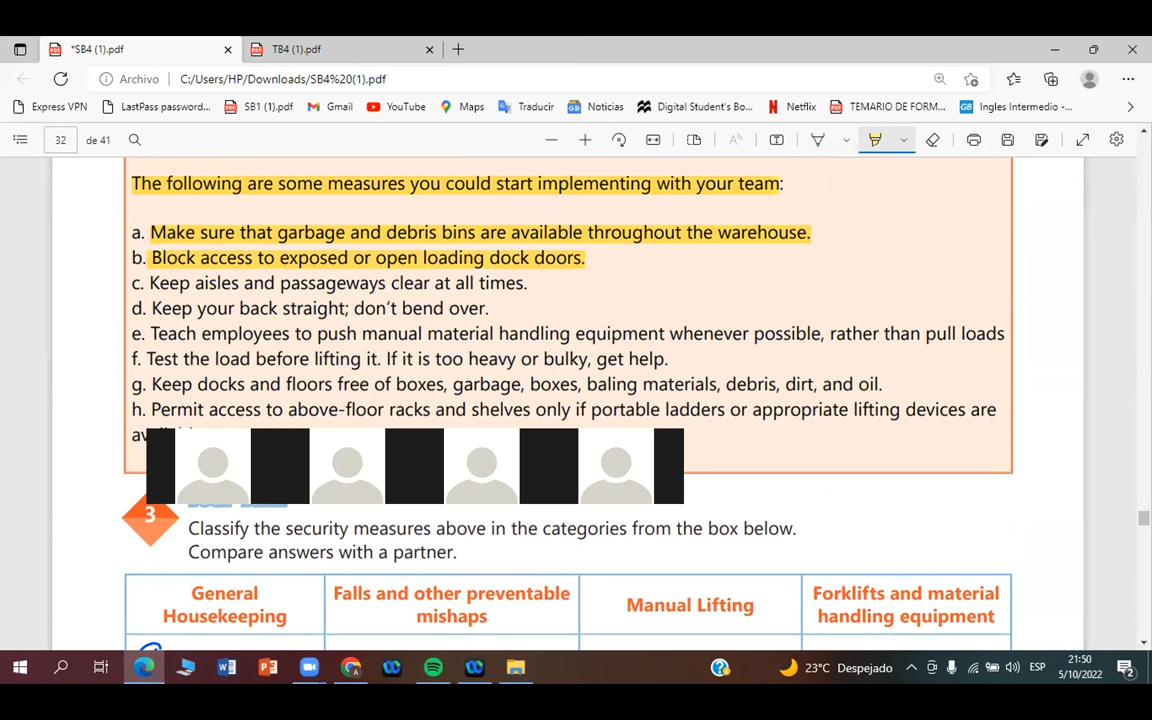 *SB4 (1).pdf
TB4 (1).pdf
Archivo C:/Users/HP/Downloads/SB4%20(1).pdf
Express VPN LastPass password... SB1 (1).pdf Gmail YouTube Maps Traducir Noticias Digital Student's Bo... Netflix TEMARIO DE FORM... Ingles Intermedio -...
32 de 41
The following are some measures you could start implementing with your team:
a. Make sure that garbage and debris bins are available throughout the warehouse.
b. Block access to exposed or open loading dock doors.
c. Keep aisles and passageways clear at all times.
d. Keep your back straight; don't bend over.
e. Teach employees to push manual material handling equipment whenever possible, rather than pull loads
f. Test the load before lifting it. If it is too heavy or bulky, get help.
g. Keep docks and floors free of boxes, garbage, boxes, baling materials, debris, dirt, and oil.
h. Permit access to above-floor racks and shelves only if portable ladders or appropriate lifting devices are
3
Classify the security measures above in the categories from the box below.
Compare answers with a partner.
General Housekeeping
Falls and other preventable mishaps
Manual Lifting
Forklifts and material handling equipment
23°C Despejado ESP
21:50
5/10/2022
2